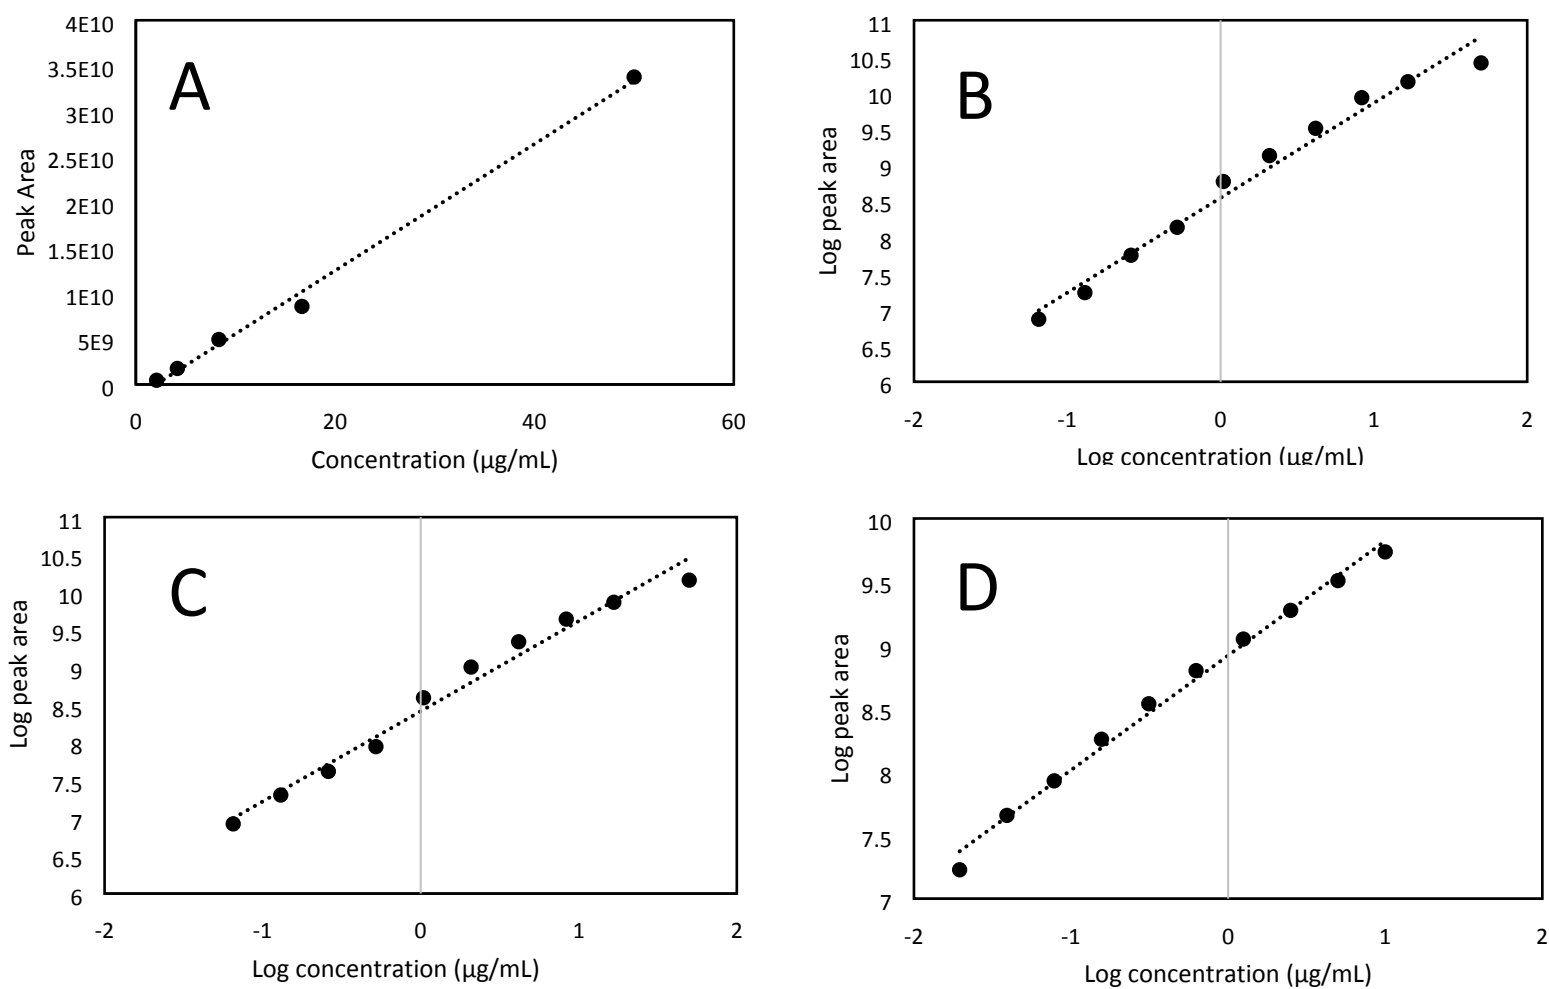 A
Peak Area
4E10
3.5E10
3E10
2.5E10
2E10
1.5E10
1E10
5E9
0
0 20 40 60
Concentration (μg/mL)
B
Log peak area
11
10.5
10
9.5
9
8.5
8
7.5
7
6.5
6
-2 -1 0 1 2
Log concentration (μg/mL)
C
Log peak area
11
10.5
10
9.5
9
8.5
8
7.5
7
6.5
6
-2 -1 0 1 2
Log concentration (μg/mL)
D
Log peak area
10
9.5
9
8.5
8
7.5
7
-2 -1 0 1 2
Log concentration (μg/mL)